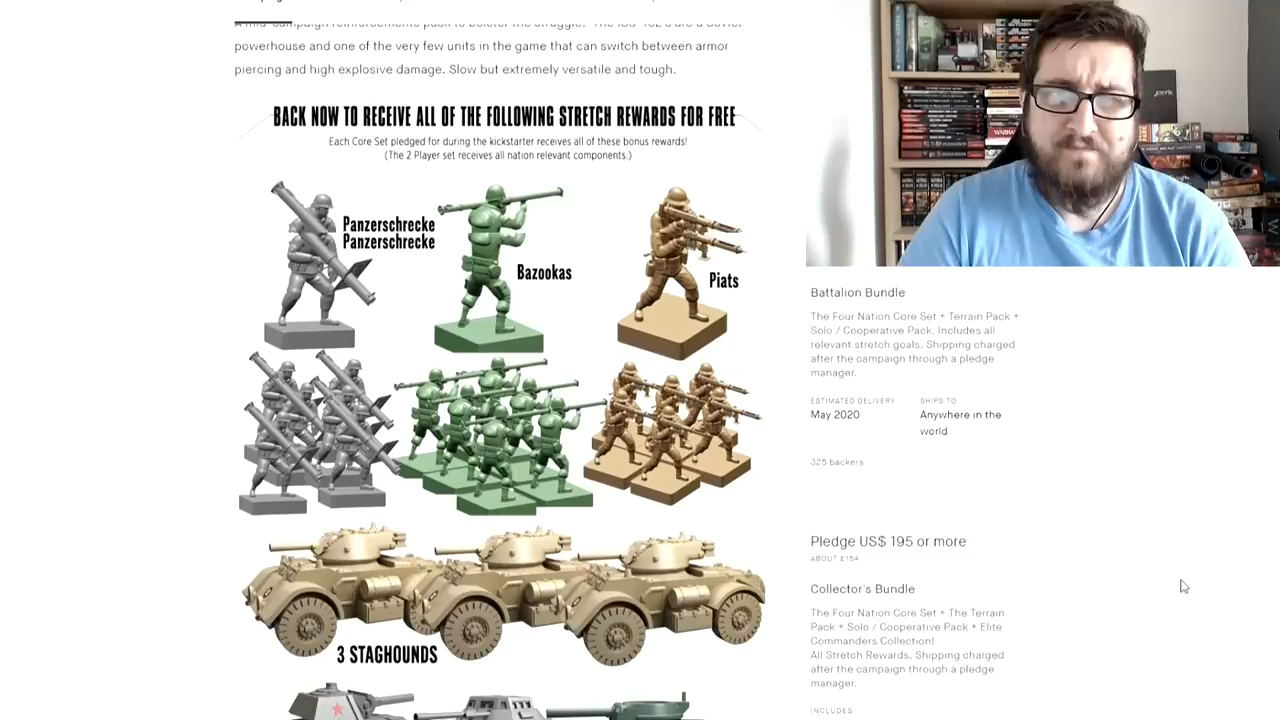 powerhouse and one of the very few units in the game that can switch between armor
piercing and high explosive damage. Slow but extremely versatile and tough.
BACK NOW TO RECEIVE ALL OF THE FOLLOWING STRETCH REWARDS FOR FREE
Each Core Set pledged for during the kickstarter receives all of these bonus rewards!
(The 2 Player set receives all nation relevant components.)
Panzerschrecke
Panzerschrecke
Bazookas
Piats
3 STAGHOUNDS
Battalion Bundle
The Four Nation Core Set + Terrain Pack +
Solo / Cooperative Pack. Includes all
relevant stretch goals. Shipping charged
after the campaign through a pledge
manager.
ESTIMATED DELIVERY
May 2020
SHIPS TO
Anywhere in the
world
325 backers
Pledge US$ 195 or more
ABOUT £154
Collector's Bundle
The Four Nation Core Set + The Terrain
Pack + Solo / Cooperative Pack + Elite
Commanders Collection!
All Stretch Rewards. Shipping charged
after the campaign through a pledge
manager.
INCLUDES